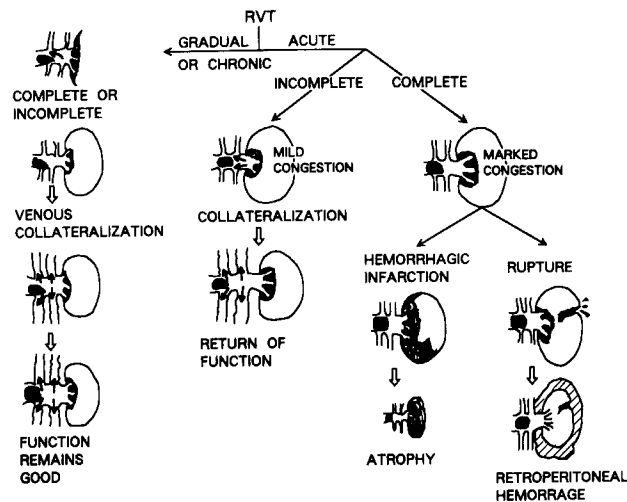 RVT
GRADUAL ACUTE
OR CHRONIC
INCOMPLETE COMPLETE
COMPLETE OR
INCOMPLETE
MILD
CONGESTION
MARKED
CONGESTION
VENOUS
COLLATERALIZATION
COLLATERALIZATION
HEMORRHAGIC
INFARCTION
RUPTURE
RETURN OF
FUNCTION
FUNCTION
REMAINS
GOOD
ATROPHY
RETROPERITONEAL
HEMORRAGE